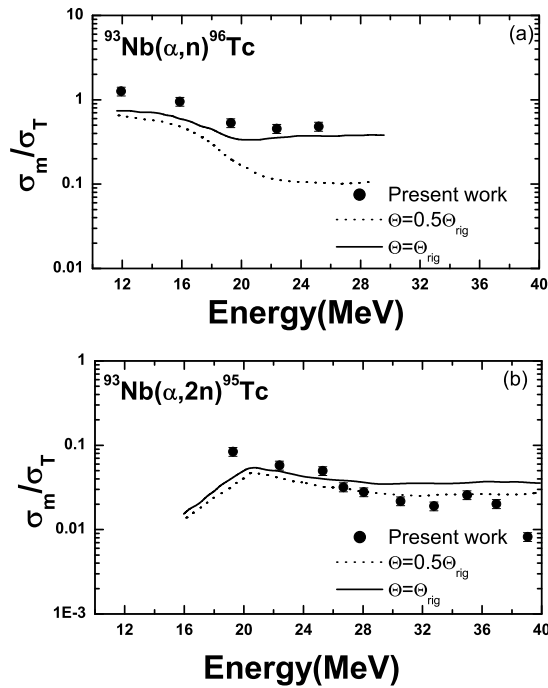 ⁹³Nb(α,n)⁹⁶Tc
(a)
10
1
0.1
0.01
σm/σT
Present work
Θ=0.5Θrig
Θ=Θrig
12 16 20 24 28 32 36 40
Energy(MeV)
⁹³Nb(α,2n)⁹⁵Tc
(b)
1
0.1
0.01
1E-3
σm/σT
Present work
Θ=0.5Θrig
Θ=Θrig
12 16 20 24 28 32 36 40
Energy(MeV)